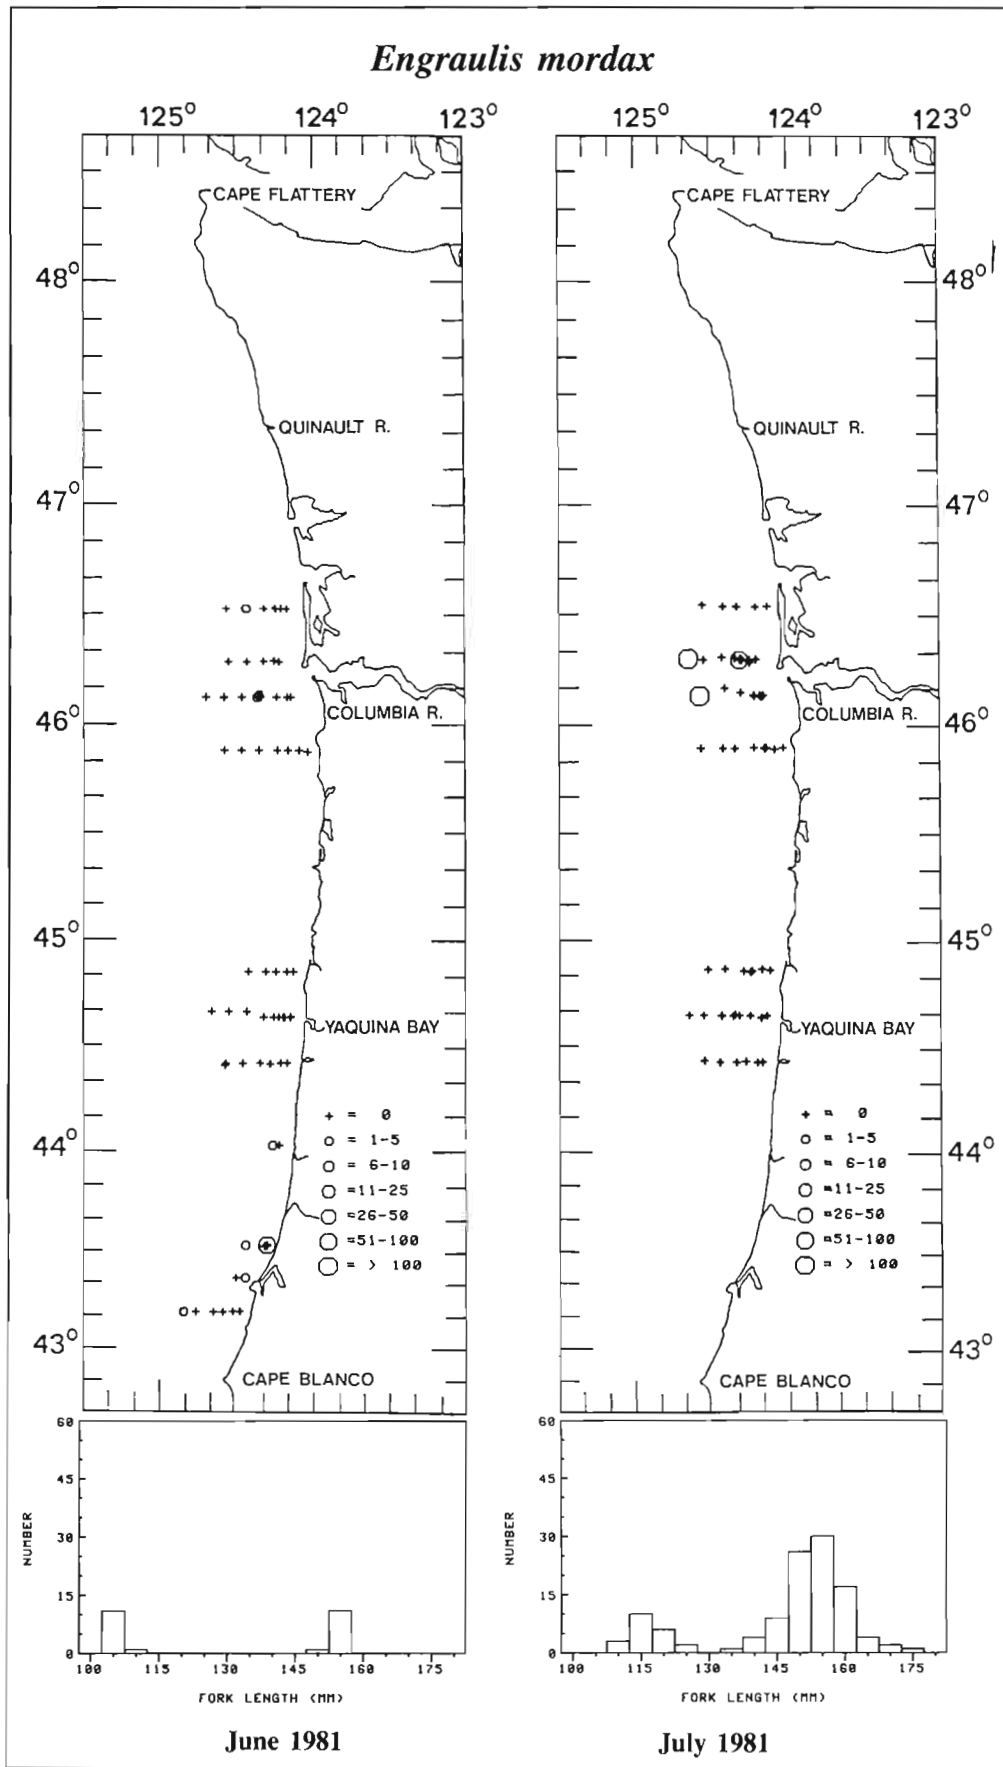 Engraulis mordax
125° 124° 123°
CAPE FLATTERY
48°
QUINAULT R.
47°
46°
COLUMBIA R.
45°
YAQUINA BAY
+ = 0
44°
o = 1-5
o = 6-10
o =11-25
o =26-50
o =51-100
o = > 100
43°
CAPE BLANCO
60
45
30
15
0
NUMBER
100 115 130 145 160 175
FORK LENGTH (MM)
June 1981
125° 124° 123°
CAPE FLATTERY
48°
QUINAULT R.
47°
46°
COLUMBIA R.
45°
YAQUINA BAY
+ = 0
44°
o = 1-5
o = 6-10
o =11-25
o =26-50
o =51-100
o = > 100
43°
CAPE BLANCO
60
45
30
15
0
NUMBER
100 115 130 145 160 175
FORK LENGTH (MM)
July 1981